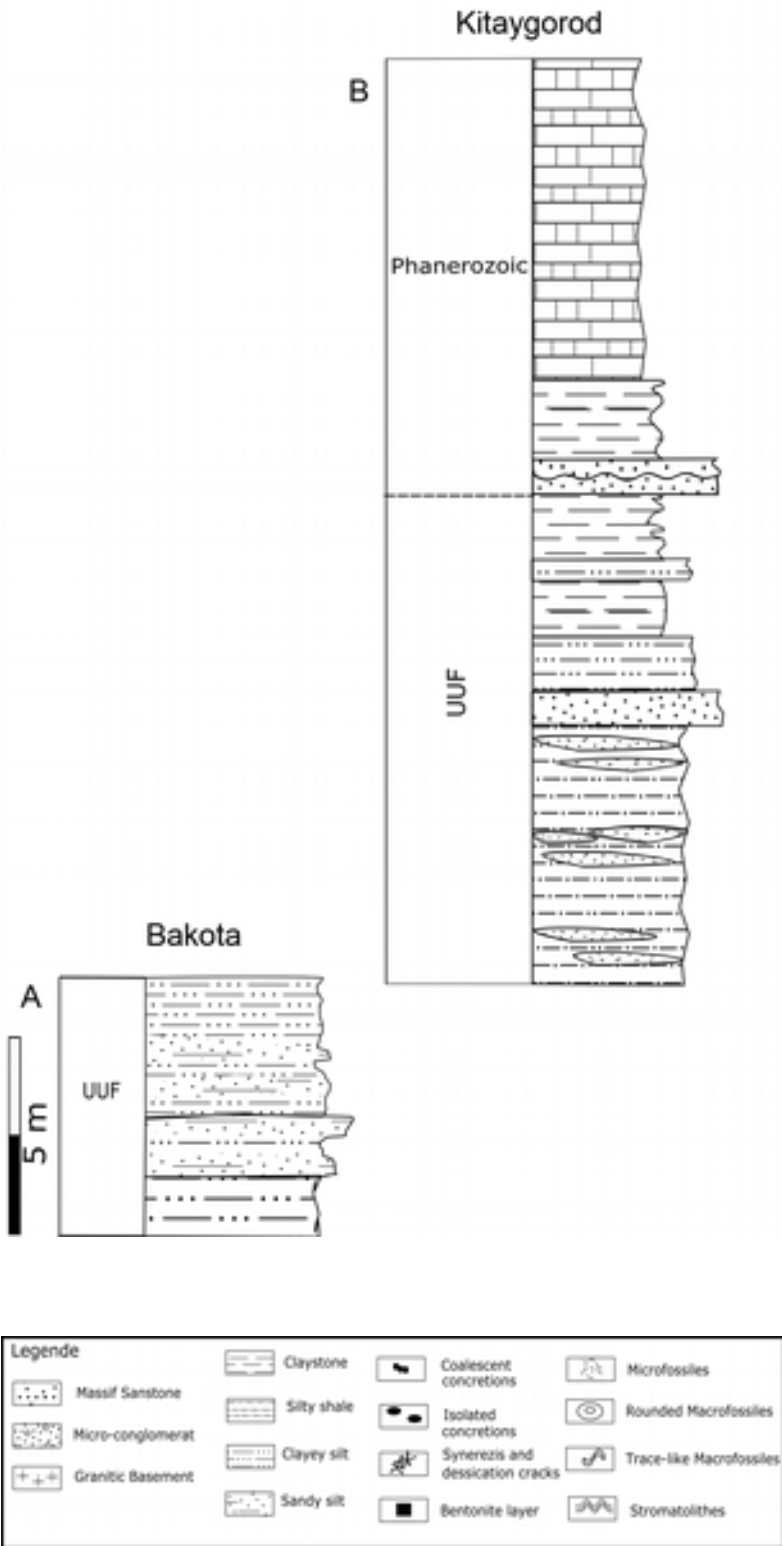 Kitaygorod
B
Phanerozoic
UUF
Bakota
A
UUF
5 m
Legende
Massif Sanstone
Micro-conglomerat
Granitic Basement
Claystone
Silty shale
Clayey silt
Sandy silt
Coalescent
concretions
Isolated
concretions
Synerezis and
dessication cracks
Bentonite layer
Microfossiles
Rounded Macrofossiles
Trace-like Macrofossiles
Stromatolithes